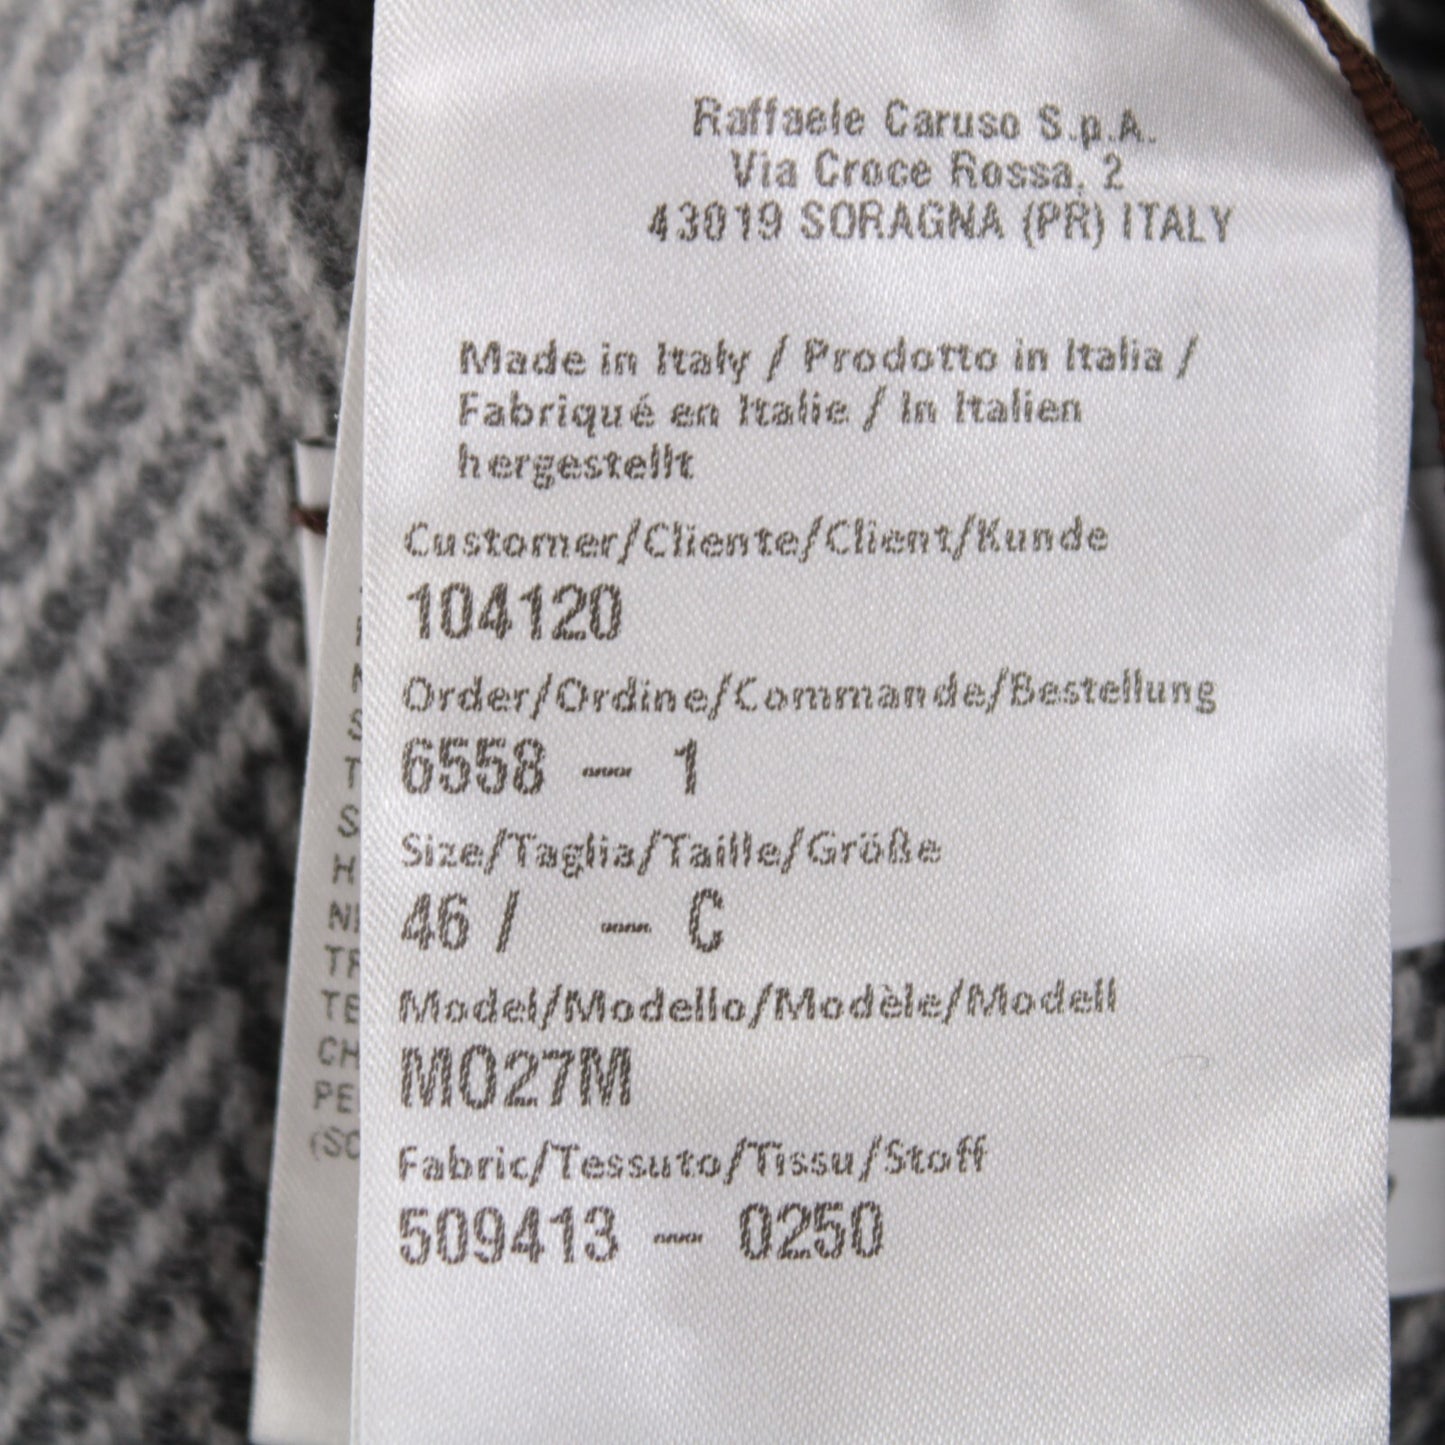 Raffaele Caruso S.p.A.
Via Croce Rossa, 2
43019 SORAGNA (PR) ITALY
Made in Italy / Prodotto in Italia /
Fabriqué en Italie / In Italien
hergestellt
Customer/Cliente/Client/Kunde
104120
Order/Ordine/Commande/Bestellung
6558 – 1
Size/Taglia/Taille/Größe
46 / – C
Model/Modello/Modèle/Modell
MO27M
Fabric/Tessuto/Tissu/Stoff
509413 – 0250